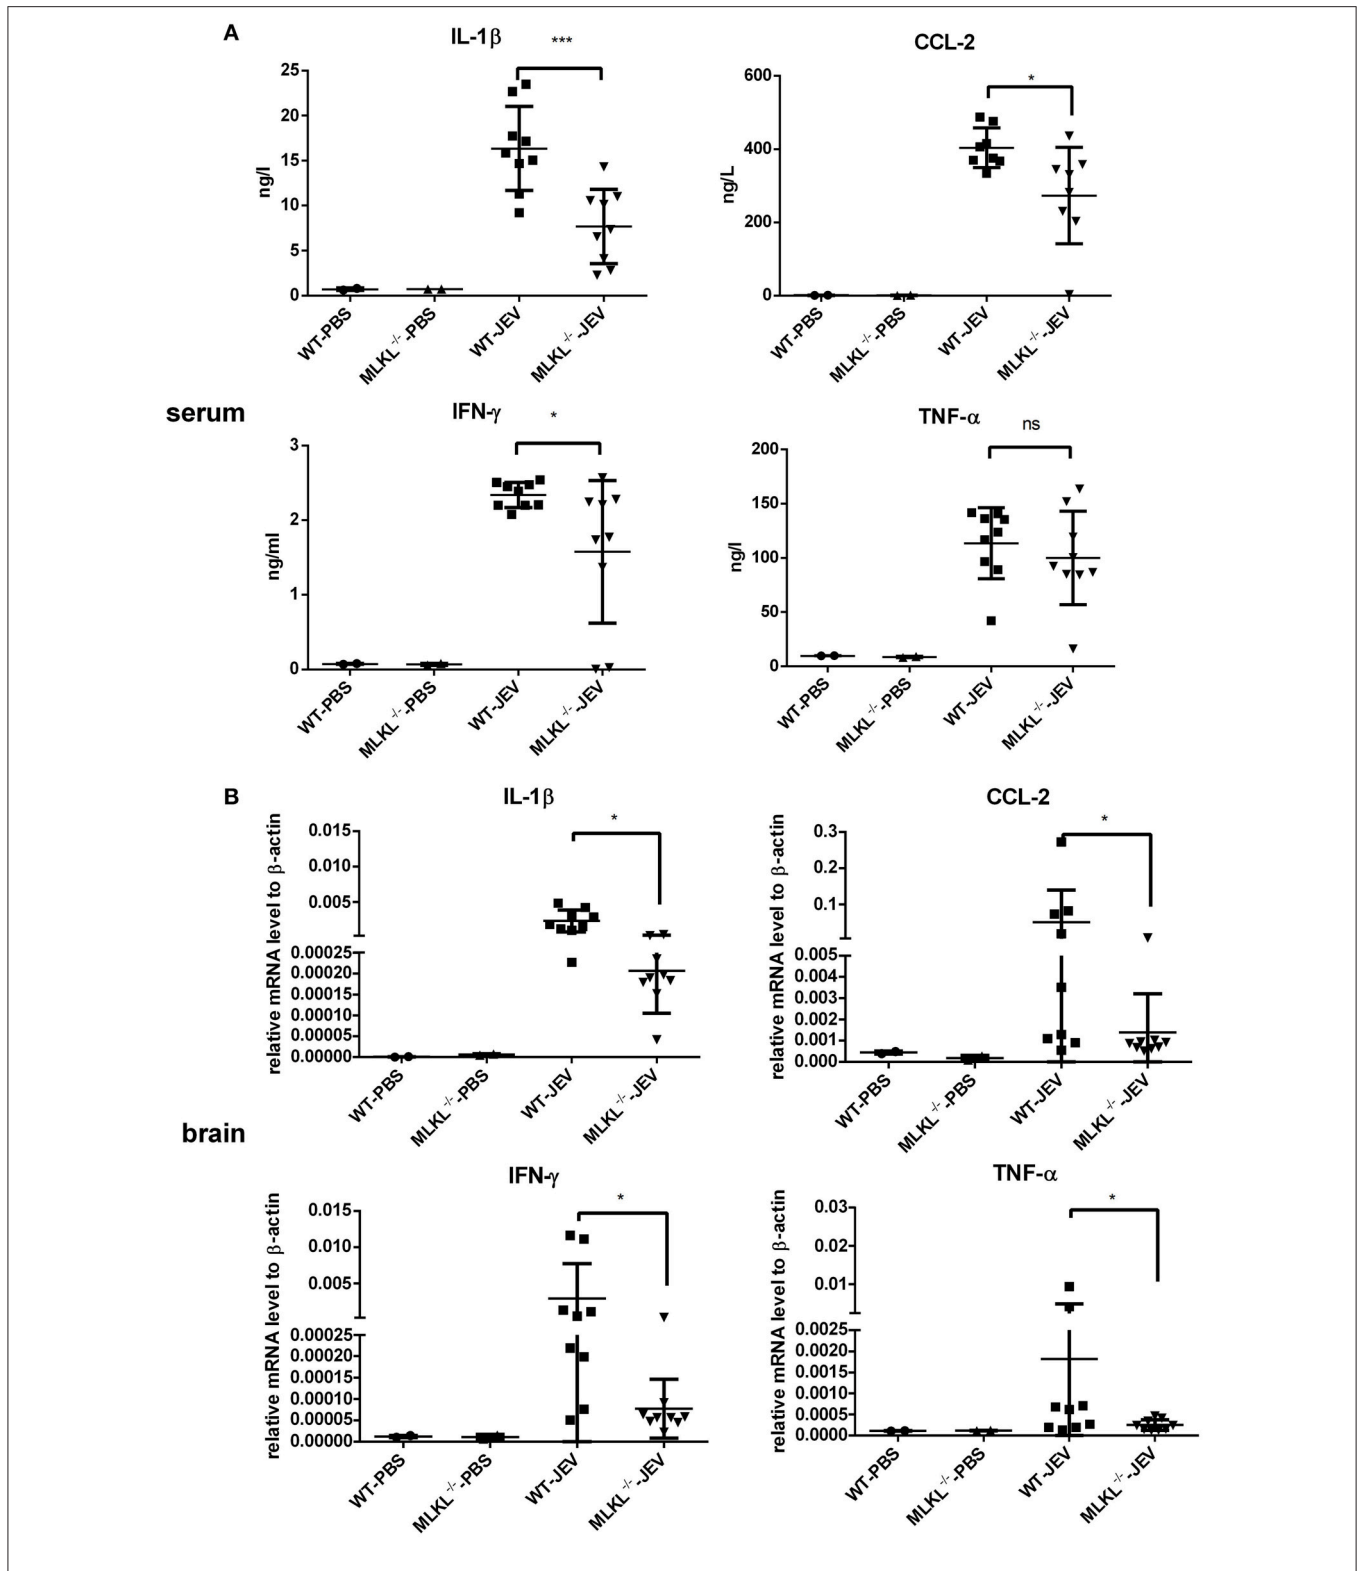 A
IL-1β
***
25
20
15
10
5
0
ng/l
WT-PBS
MLKL-/--PBS
WT-JEV
MLKL-/--JEV
CCL-2
*
600
400
200
0
ng/L
WT-PBS
MLKL-/--PBS
WT-JEV
MLKL-/--JEV
serum
IFN-γ
*
3
2
1
0
ng/ml
WT-PBS
MLKL-/--PBS
WT-JEV
MLKL-/--JEV
TNF-α
ns
200
150
100
50
0
ng/l
WT-PBS
MLKL-/--PBS
WT-JEV
MLKL-/--JEV
B
IL-1β
*
0.015
0.010
0.005
0.00025
0.00020
0.00015
0.00010
0.00005
0.00000
relative mRNA level to β-actin
WT-PBS
MLKL-/--PBS
WT-JEV
MLKL-/--JEV
CCL-2
*
0.3
0.2
0.1
0.005
0.004
0.003
0.002
0.001
0.000
relative mRNA level to β-actin
WT-PBS
MLKL-/--PBS
WT-JEV
MLKL-/--JEV
brain
IFN-γ
*
0.015
0.010
0.005
0.00025
0.00020
0.00015
0.00010
0.00005
0.00000
relative mRNA level to β-actin
WT-PBS
MLKL-/--PBS
WT-JEV
MLKL-/--JEV
TNF-α
*
0.03
0.02
0.01
0.0025
0.0020
0.0015
0.0010
0.0005
0.0000
relative mRNA level to β-actin
WT-PBS
MLKL-/--PBS
WT-JEV
MLKL-/--JEV